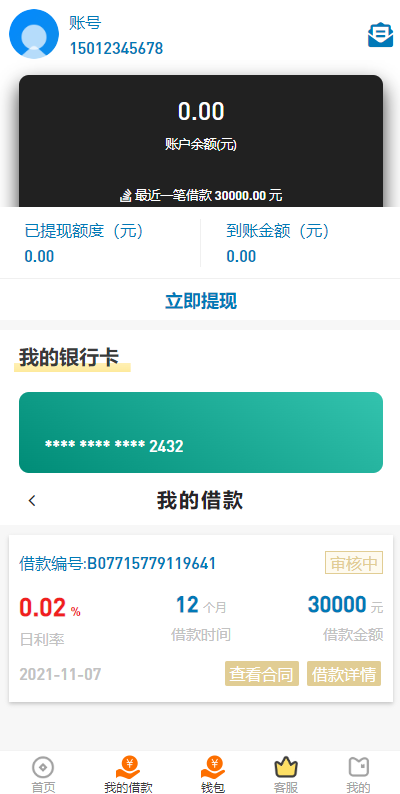 账号
15012345678
0.00
账户余额(元)
最近一笔借款 30000.00 元
已提现额度（元） 到账金额（元）
0.00 0.00
立即提现
我的银行卡
**** **** **** 2432
我的借款
借款编号:B07715779119641 审核中
0.02 % 12 个月 30000 元
日利率 借款时间 借款金额
2021-11-07 查看合同 借款详情
首页 我的借款 钱包 客服 我的